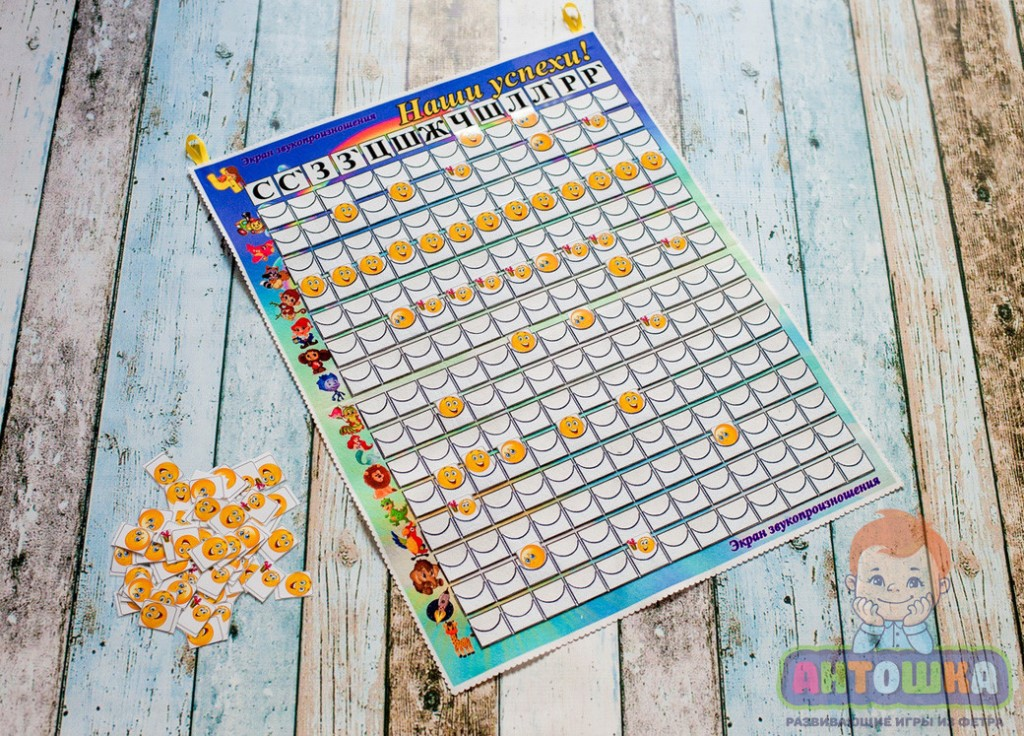 Наши успехи!
Экран звукопроизношения
С С' З З' Ц Ш Ж Ч Щ Л Л' Р Р'
Экран звукопроизношения
АНТОШКА
РАЗВИВАЮЩИЕ ИГРЫ ИЗ ФЕТРА